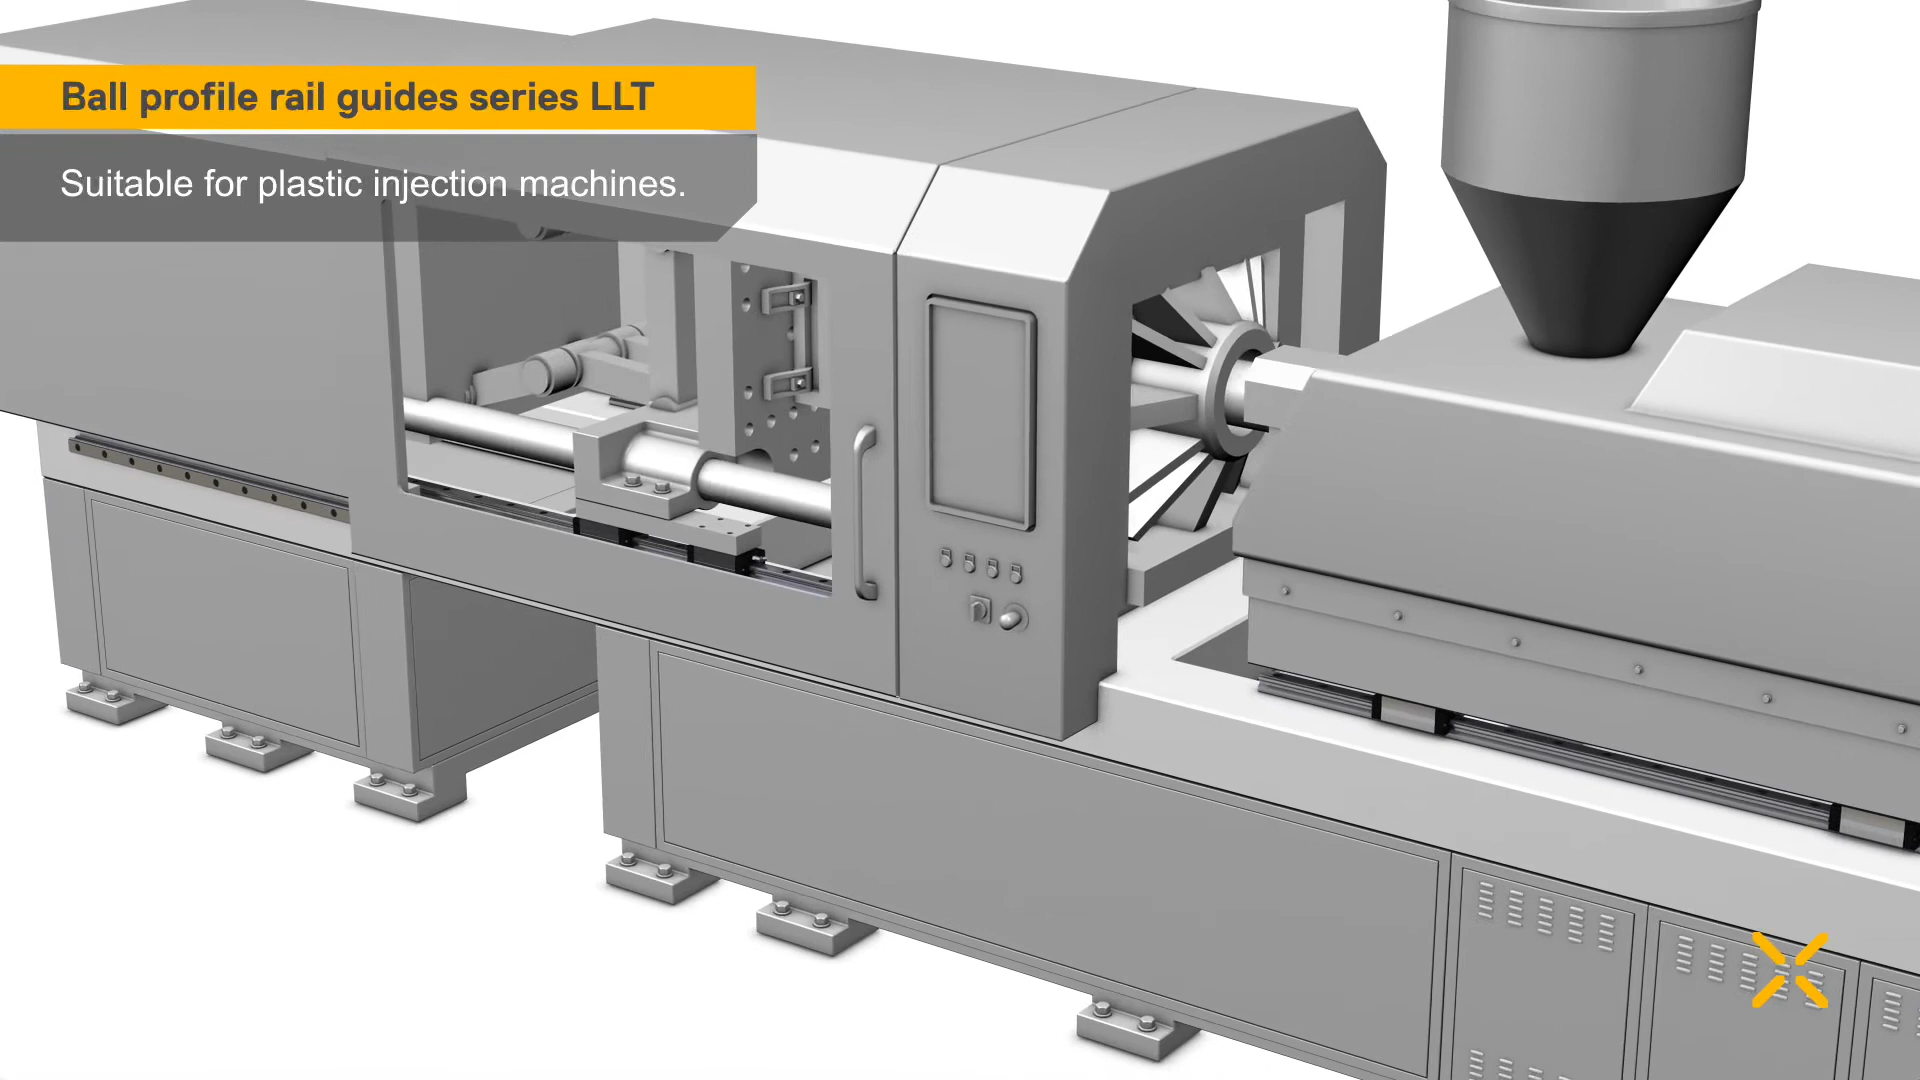 Ball profile rail guides series LLT
Suitable for plastic injection machines.